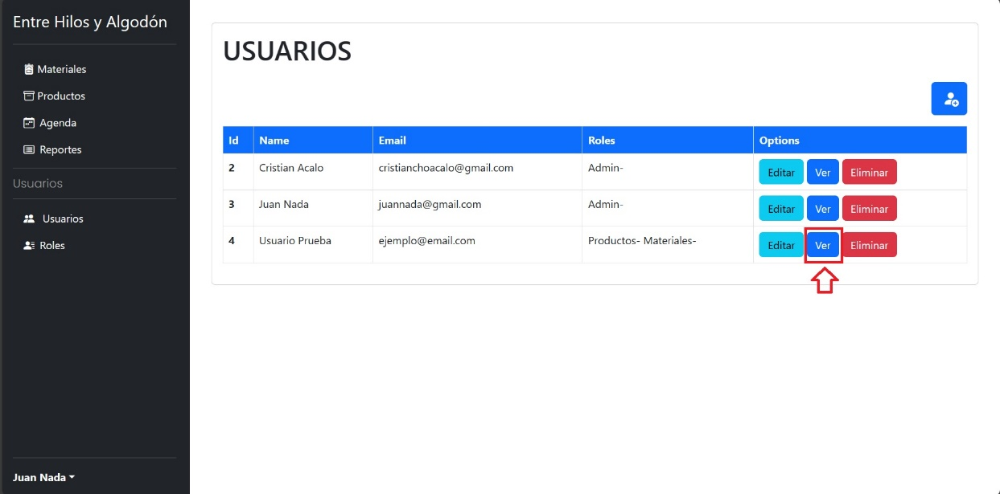 Entre Hilos y Algodón
Materiales
Productos
Agenda
Reportes
Usuarios
Usuarios
Roles
Juan Nada
USUARIOS
Id Name Email Roles Options
2 Cristian Acalo cristianchoacalo@gmail.com Admin- Editar Ver Eliminar
3 Juan Nada juannada@gmail.com Admin- Editar Ver Eliminar
4 Usuario Prueba ejemplo@email.com Productos- Materiales- Editar Ver Eliminar